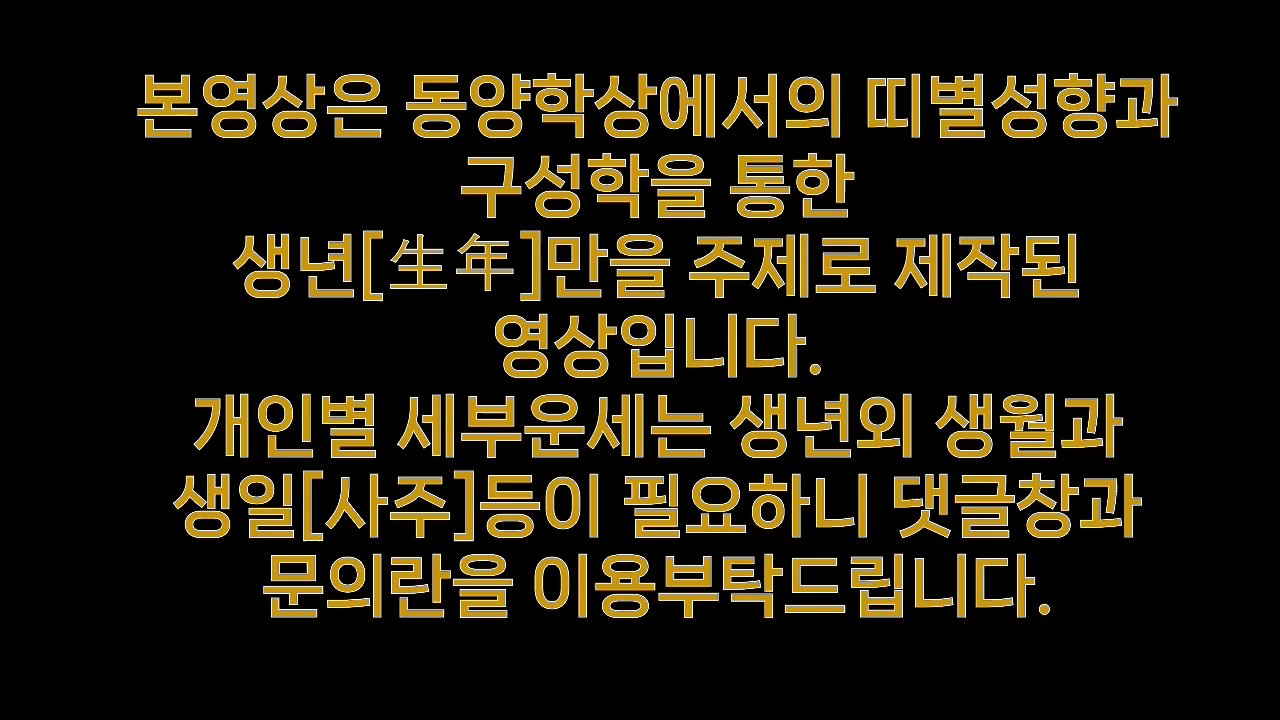 본영상은 동양학상에서의 띠별성향과
구성학을 통한
생년[生年]만을 주제로 제작된
영상입니다.
개인별 세부운세는 생년외 생월과
생일[사주]등이 필요하니 댓글창과
문의란을 이용부탁드립니다.